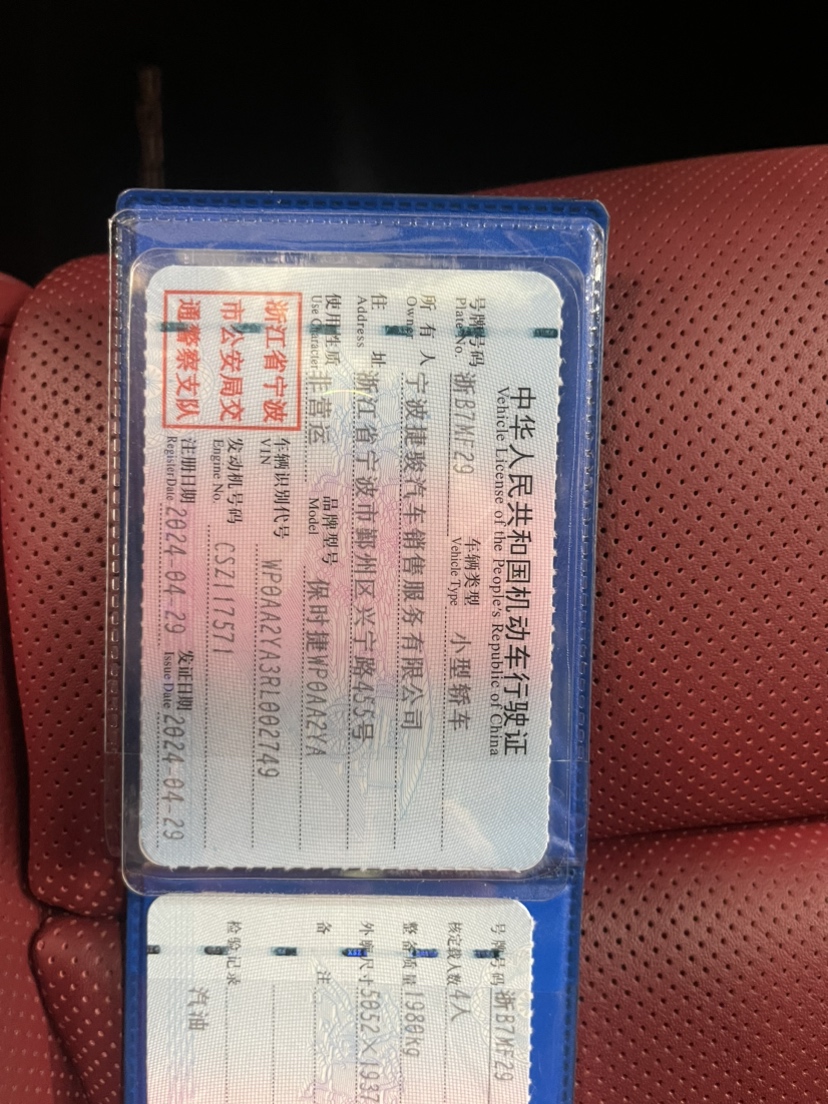 中华人民共和国机动车行驶证
Vehicle License of the People's Republic of China
号牌号码 浙B7MF29 车辆类型 小型轿车
Plate No. Vehicle Type
所有人 宁波捷骏汽车销售服务有限公司
Owner
住址 浙江省宁波市鄞州区兴宁路455号
Address
使用性质 非营运 品牌型号 保时捷WP0AA2YA
Use Character Model
浙江省宁波
市公安局交
通警察支队
车辆识别代号 WP0AA2YA3RL002749
VIN
发动机号码 CSZ117571
Engine No.
注册日期 2024-04-29 发证日期 2024-04-29
Register Date Issue Date
号牌号码 浙B7MF29
核定载人数 4人
整备质量 1980kg
外廓尺寸 5052×1937
备注
检验记录
汽油